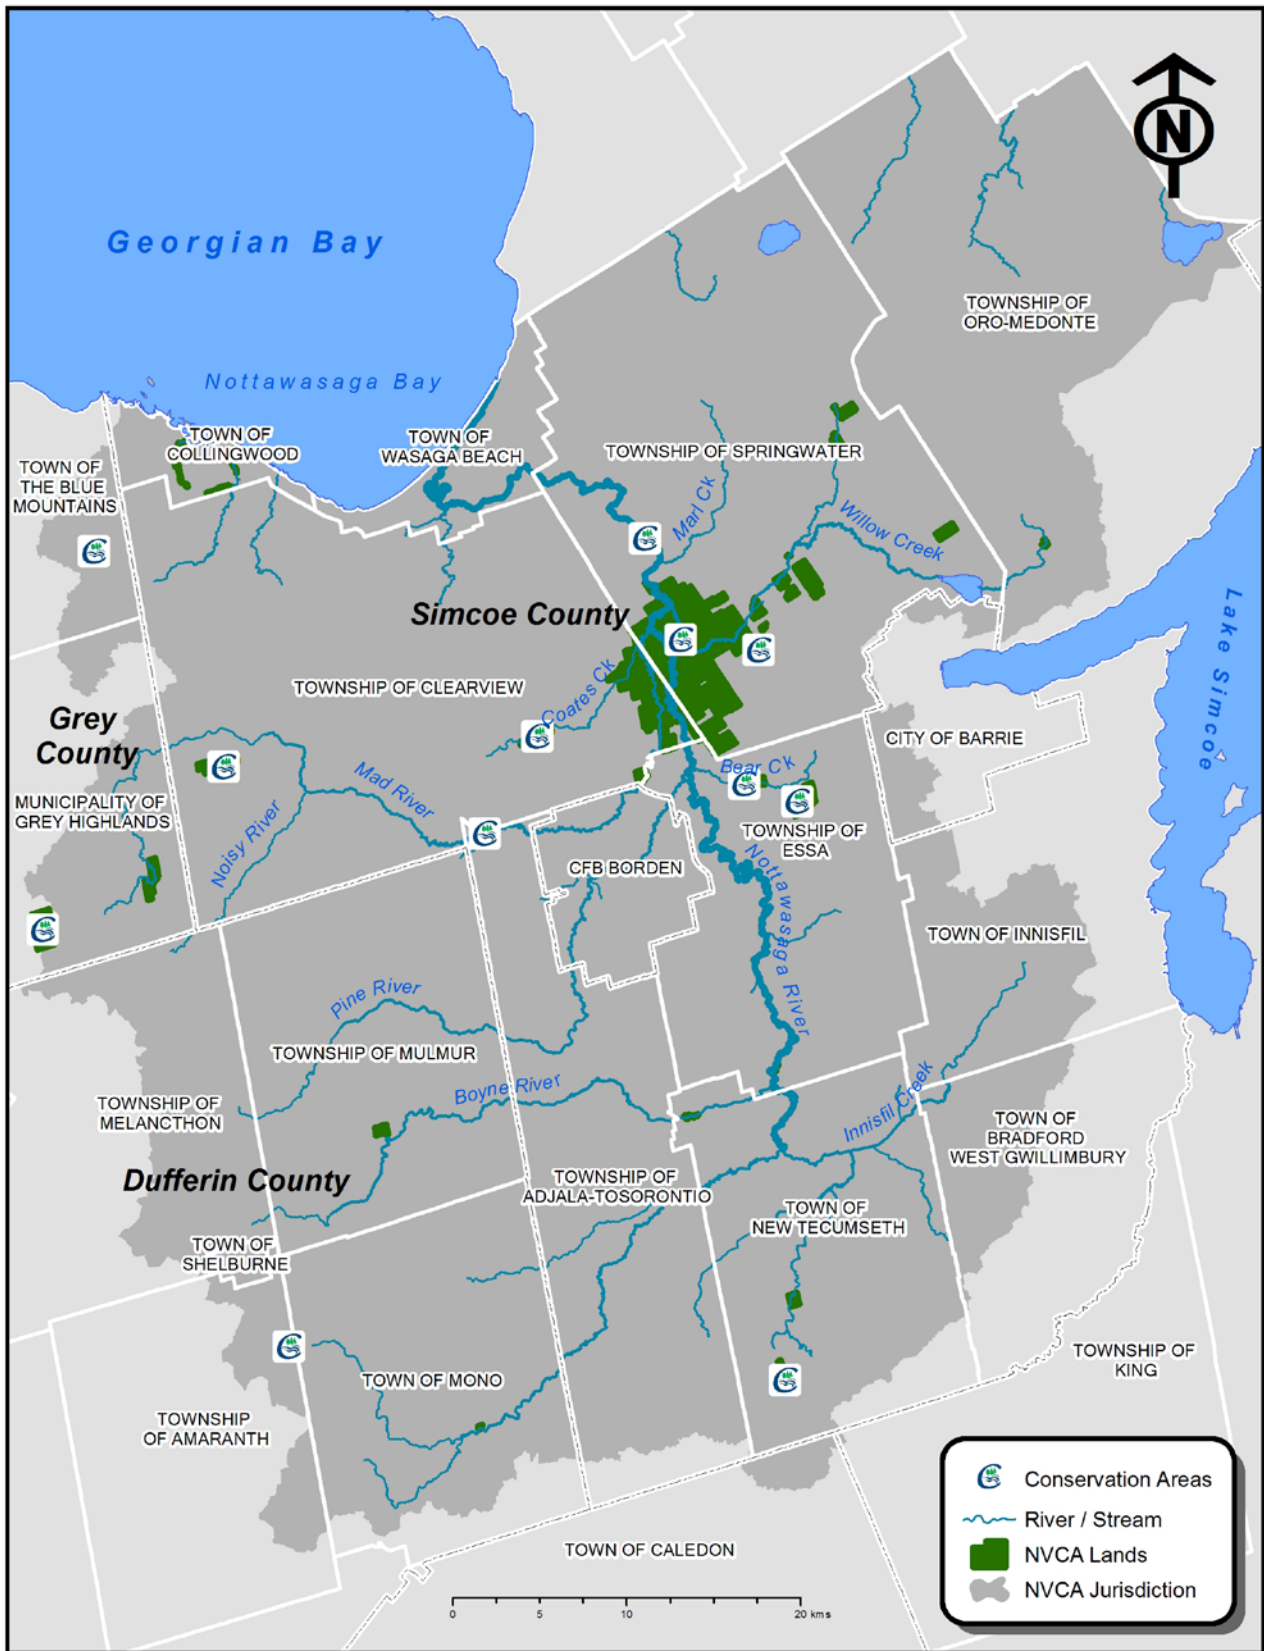 N
Georgian Bay
Nottawasaga Bay
TOWNSHIP OF
ORO-MEDONTE
TOWN OF
COLLINGWOOD
TOWN OF
WASAGA BEACH
TOWNSHIP OF SPRINGWATER
TOWN OF
THE BLUE
MOUNTAINS
Marl Ck
Willow Creek
Simcoe County
Lake Simcoe
TOWNSHIP OF CLEARVIEW
Coates Ck
Grey
County
CITY OF BARRIE
Bear Ck
Mad River
MUNICIPALITY OF
GREY HIGHLANDS
Noisy River
TOWNSHIP OF
ESSA
CFB BORDEN
Nottawasaga River
TOWN OF INNISFIL
Pine River
TOWNSHIP OF MULMUR
Boyne River
Innisfil Creek
TOWNSHIP OF
MELANCTHON
TOWN OF
BRADFORD
WEST GWILLIMBURY
Dufferin County
TOWNSHIP OF
ADJALA-TOSORONTIO
TOWN OF
NEW TECUMSETH
TOWN OF
SHELBURNE
TOWNSHIP OF
KING
TOWN OF MONO
TOWNSHIP
OF AMARANTH
TOWN OF CALEDON
Conservation Areas
River / Stream
NVCA Lands
NVCA Jurisdiction
0 5 10 20 kms